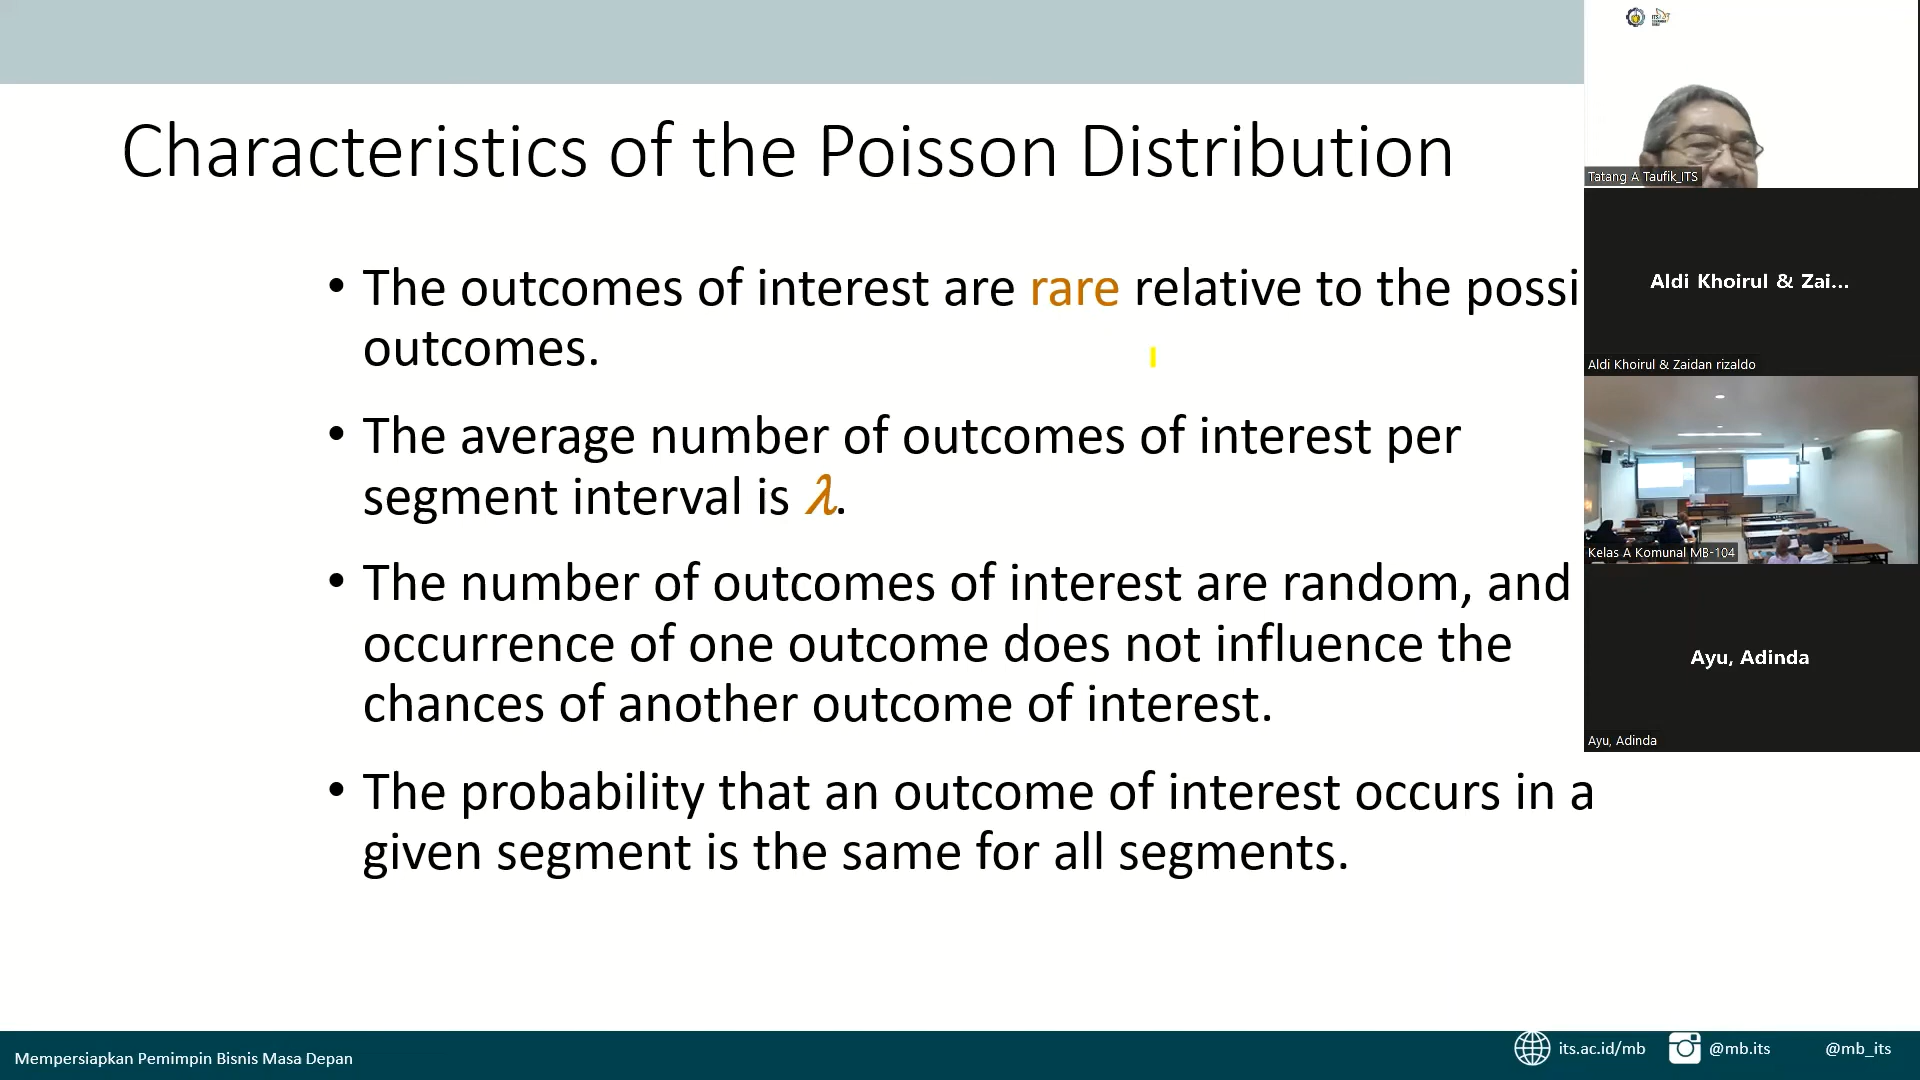 Characteristics of the Poisson Distribution
• The outcomes of interest are rare relative to the possi
outcomes.
• The average number of outcomes of interest per
segment interval is λ.
• The number of outcomes of interest are random, and
occurrence of one outcome does not influence the
chances of another outcome of interest.
• The probability that an outcome of interest occurs in a
given segment is the same for all segments.
Tatang A Taufik_ITS
Aldi Khoirul & Zai...
Aldi Khoirul & Zaidan rizaldo
Kelas A Komunal MB-104
Ayu, Adinda
Ayu, Adinda
Mempersiapkan Pemimpin Bisnis Masa Depan
its.ac.id/mb
@mb.its
@mb_its